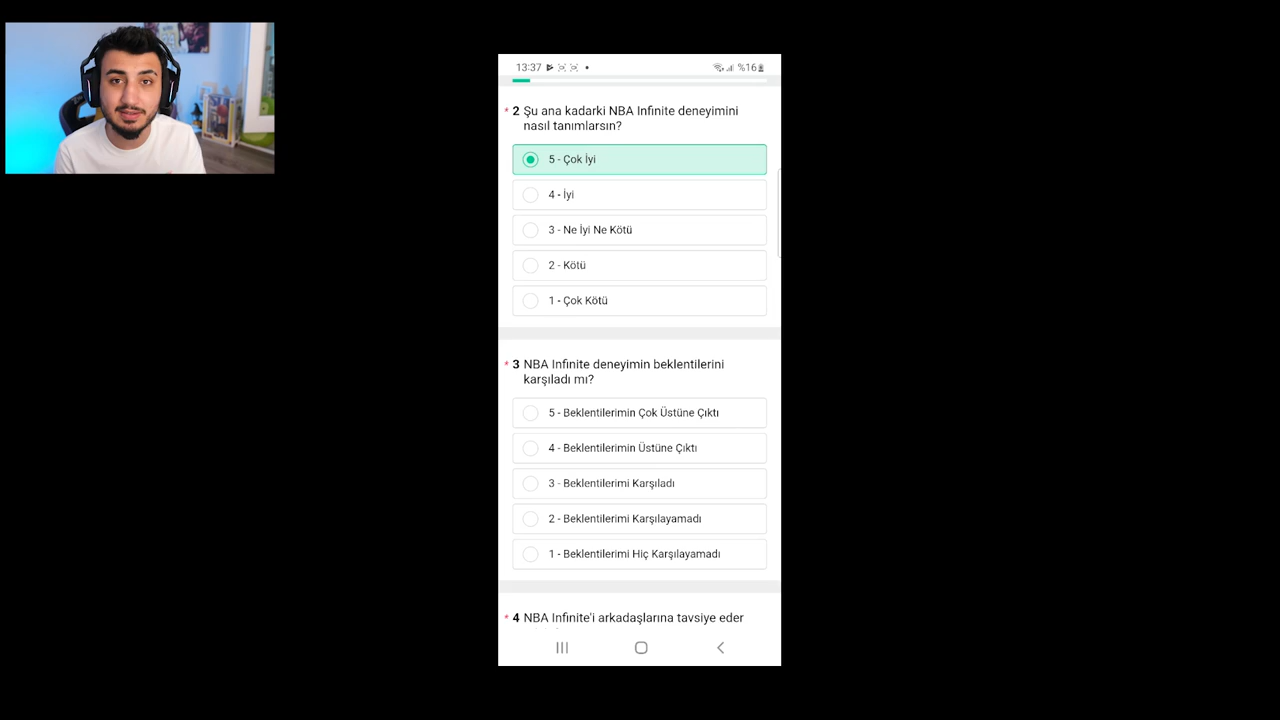 13:37
%16
* 2 Şu ana kadarki NBA Infinite deneyimini
nasıl tanımlarsın?
5 - Çok İyi
4 - İyi
3 - Ne İyi Ne Kötü
2 - Kötü
1 - Çok Kötü
* 3 NBA Infinite deneyimin beklentilerini
karşıladı mı?
5 - Beklentilerimin Çok Üstüne Çıktı
4 - Beklentilerimin Üstüne Çıktı
3 - Beklentilerimi Karşıladı
2 - Beklentilerimi Karşılayamadı
1 - Beklentilerimi Hiç Karşılayamadı
* 4 NBA Infinite'i arkadaşlarına tavsiye eder